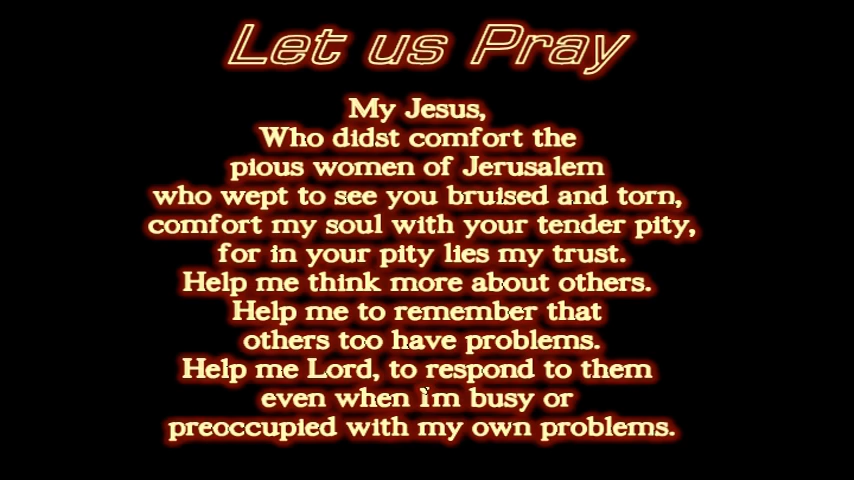 Let us Pray
My Jesus,
Who didst comfort the
pious women of Jerusalem
who wept to see you bruised and torn,
comfort my soul with your tender pity,
for in your pity lies my trust.
Help me think more about others.
Help me to remember that
others too have problems.
Help me Lord, to respond to them
even when I`m busy or
preoccupied with my own problems.